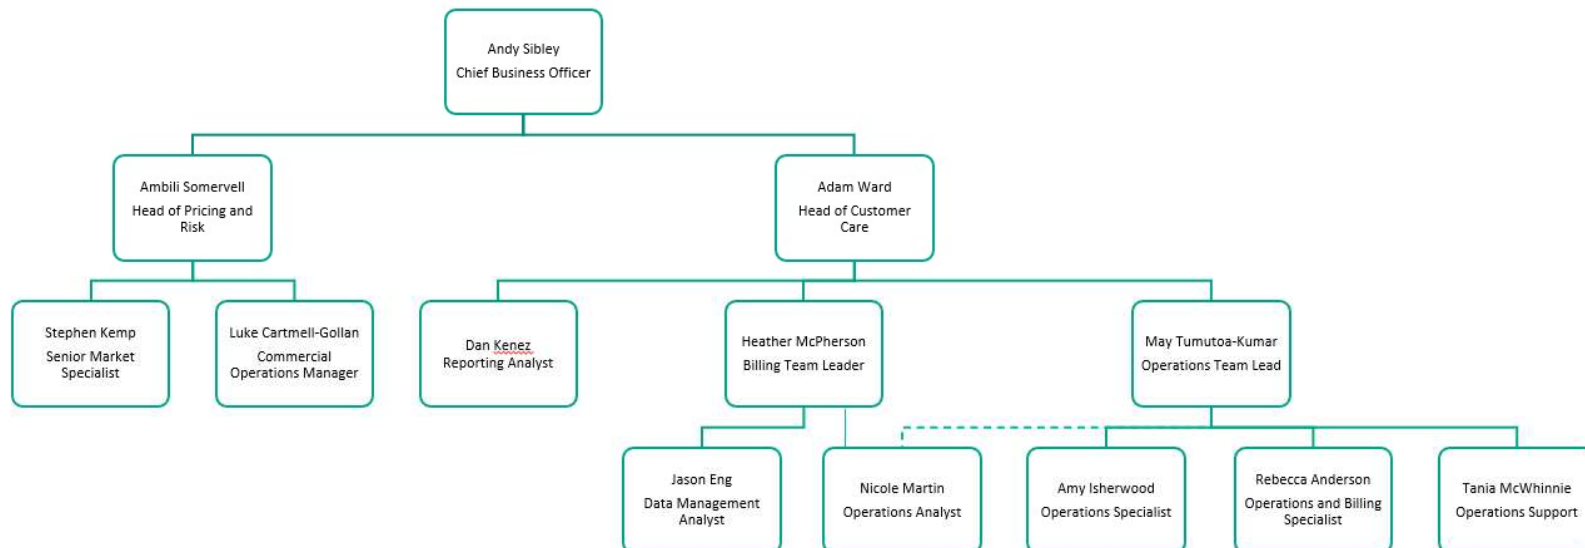 Andy Sibley
Chief Business Officer
Ambili Somervell
Head of Pricing and
Risk
Adam Ward
Head of Customer
Care
Stephen Kemp
Senior Market
Specialist
Luke Cartmell-Gollan
Commercial
Operations Manager
Dan Kenez
Reporting Analyst
Heather McPherson
Billing Team Leader
May Tumutoa-Kumar
Operations Team Lead
Jason Eng
Data Management
Analyst
Nicole Martin
Operations Analyst
Amy Isherwood
Operations Specialist
Rebecca Anderson
Operations and Billing
Specialist
Tania McWhinnie
Operations Support